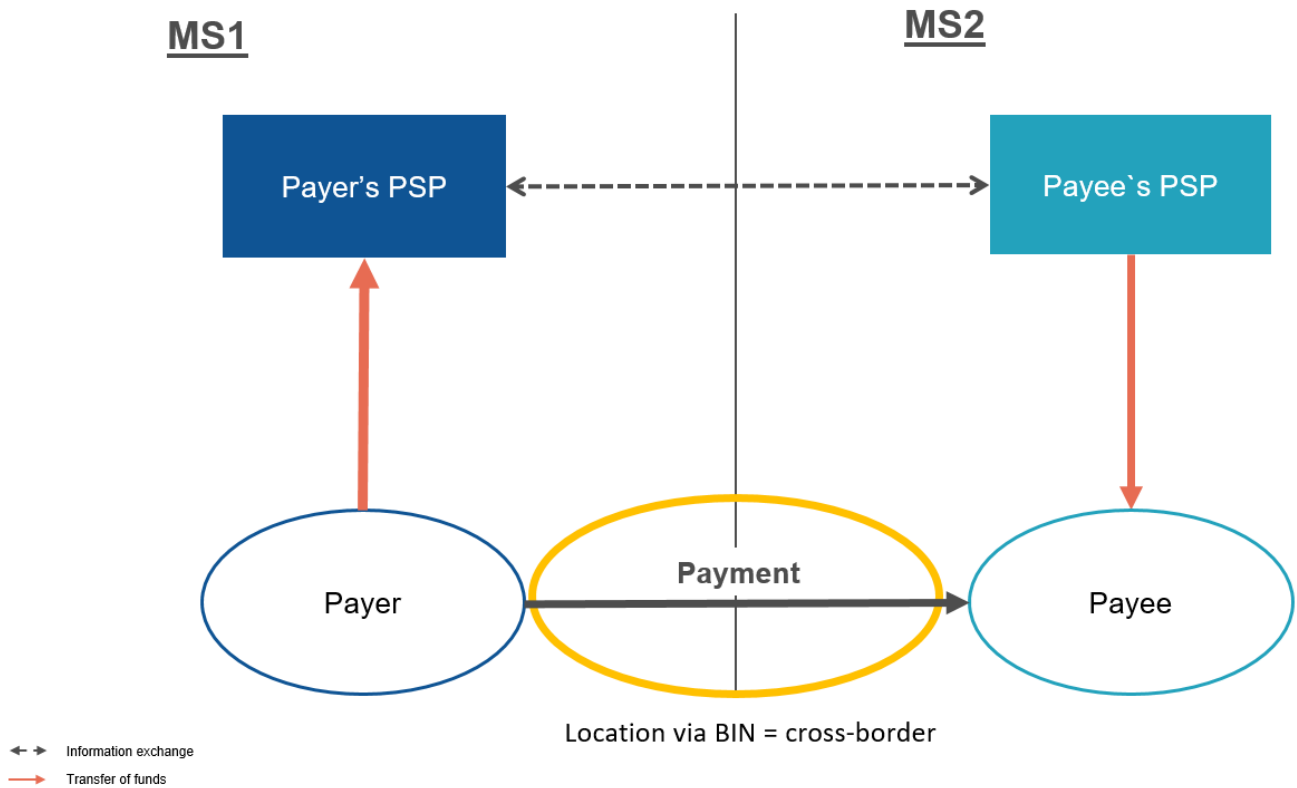 MS1
MS2
Payer’s PSP
Payee`s PSP
Payment
Payer
Payee
Location via BIN = cross-border
Information exchange
Transfer of funds